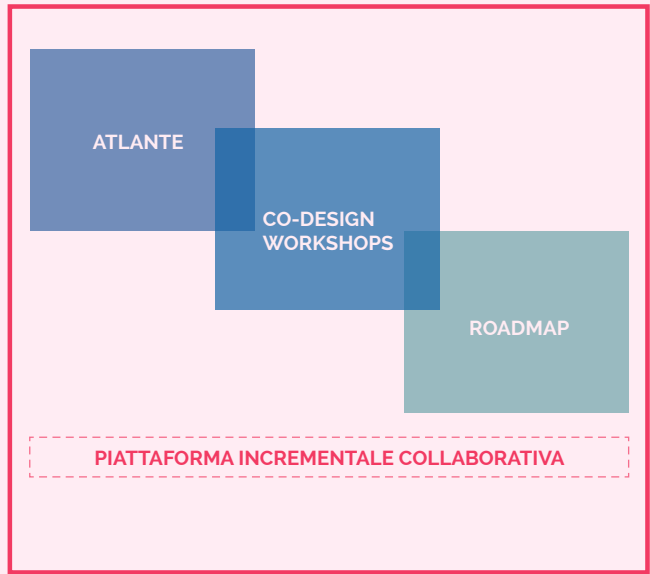 ATLANTE
CO-DESIGN
WORKSHOPS
ROADMAP
PIATTAFORMA INCREMENTALE COLLABORATIVA